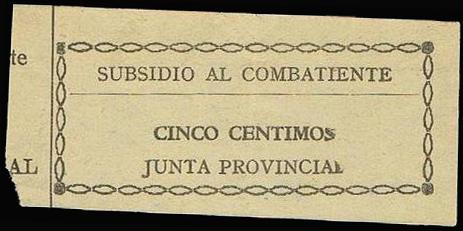 te
SUBSIDIO AL COMBATIENTE
CINCO CENTIMOS
AL
JUNTA PROVINCIAL